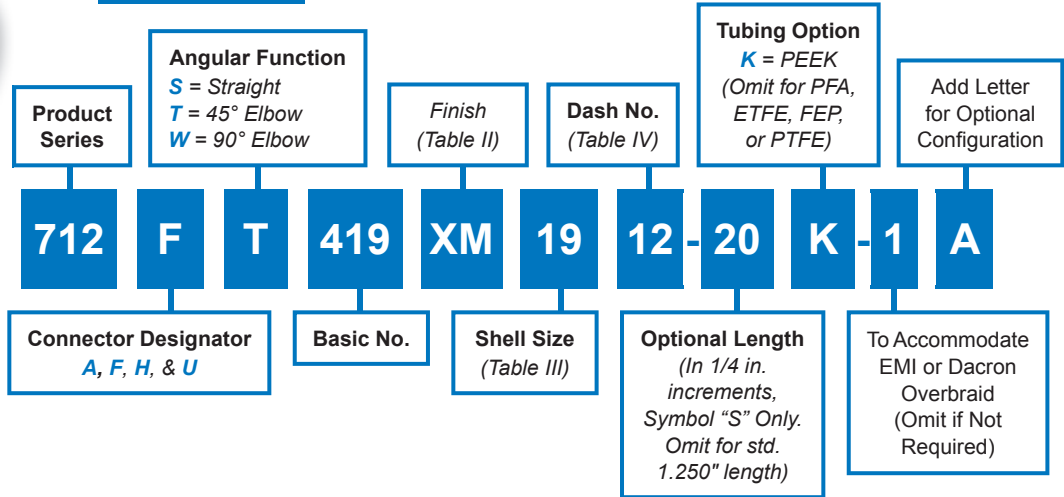 Product
Series
Angular Function
S = Straight
T = 45° Elbow
W = 90° Elbow
Finish
(Table II)
Dash No.
(Table IV)
Tubing Option
K = PEEK
(Omit for PFA,
ETFE, FEP,
or PTFE)
Add Letter
for Optional
Configuration
712 F T 419 XM 19 12 - 20 K - 1 A
Connector Designator
A, F, H, & U
Basic No.
Shell Size
(Table III)
Optional Length
(In 1/4 in.
increments,
Symbol “S” Only.
Omit for std.
1.250" length)
To Accommodate
EMI or Dacron
Overbraid
(Omit if Not
Required)